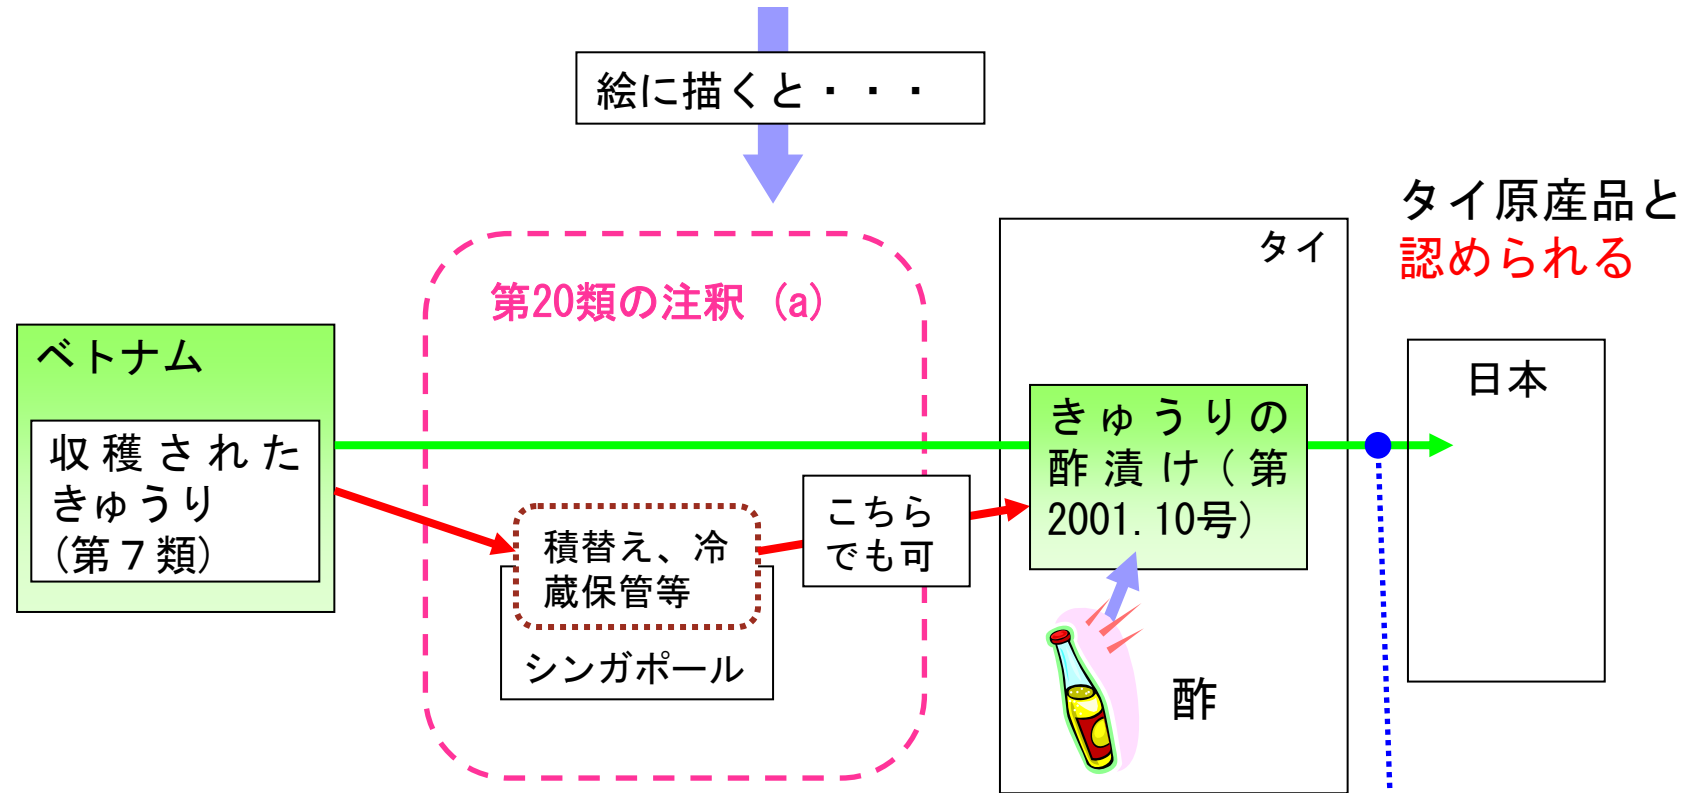 絵に描くと・・・
タイ原産品と
認められる
タイ
第20類の注釈 (a)
ベトナム
収穫された
きゅうり
(第７類)
積替え、冷
蔵保管等
シンガポール
こちら
でも可
きゅうりの
酢漬け(第
2001.10号)
酢
日本